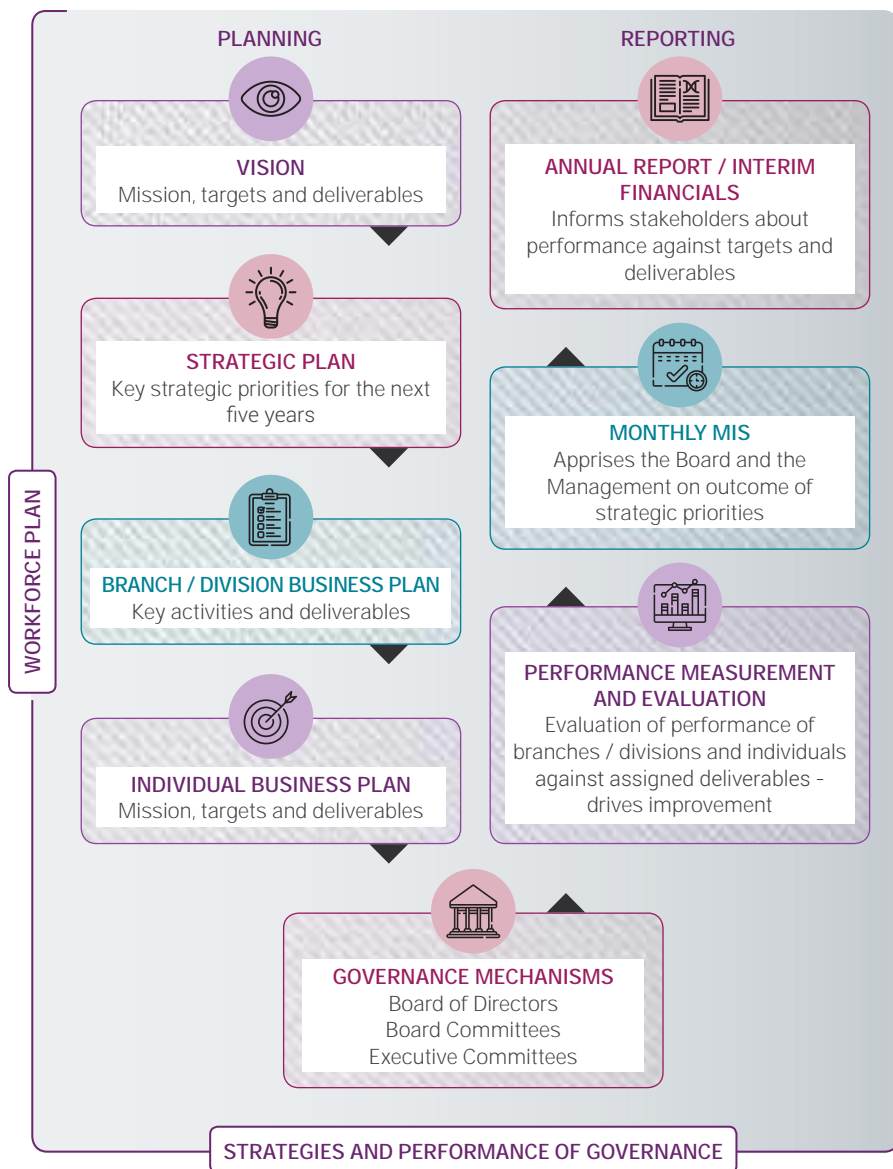 PLANNING
VISION
Mission, targets and deliverables
STRATEGIC PLAN
Key strategic priorities for the next
five years
BRANCH / DIVISION BUSINESS PLAN
Key activities and deliverables
INDIVIDUAL BUSINESS PLAN
Mission, targets and deliverables
REPORTING
ANNUAL REPORT / INTERIM
FINANCIALS
Informs stakeholders about
performance against targets and
deliverables
MONTHLY MIS
Apprises the Board and the
Management on outcome of
strategic priorities
PERFORMANCE MEASUREMENT
AND EVALUATION
Evaluation of performance of
branches / divisions and individuals
against assigned deliverables -
drives improvement
GOVERNANCE MECHANISMS
Board of Directors
Board Committees
Executive Committees
WORKFORCE PLAN
STRATEGIES AND PERFORMANCE OF GOVERNANCE